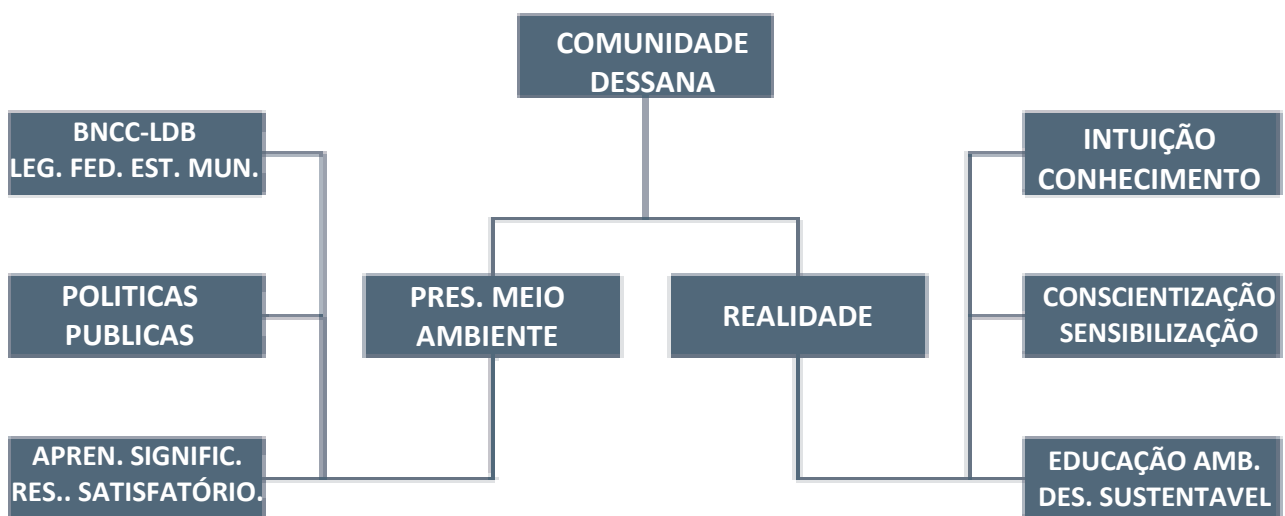 COMUNIDADE
DESSANA
BNCC-LDB
LEG. FED. EST. MUN.
INTUIÇÃO
CONHECIMENTO
POLITICAS
PUBLICAS
PRES. MEIO
AMBIENTE
REALIDADE
CONSCIENTIZAÇÃO
SENSIBILIZAÇÃO
APREN. SIGNIFIC.
RES.. SATISFATÓRIO.
EDUCAÇÃO AMB.
DES. SUSTENTAVEL